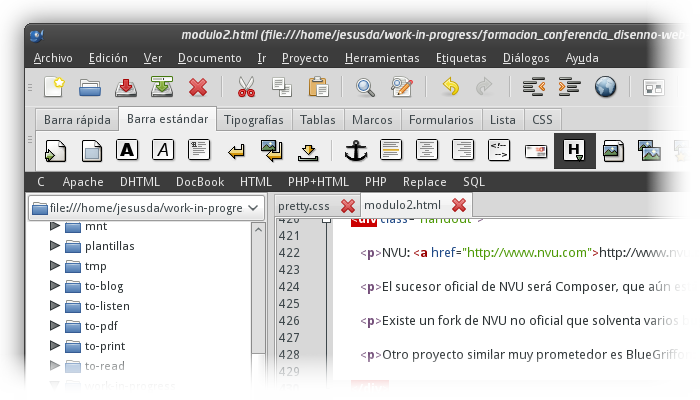 modulo2.html (file:///home/jesusda/work-in-progress/formacion_conferencia_disenno-web
Archivo Edición Ver Documento Ir Proyecto Herramientas Etiquetas Diálogos Ayuda
Barra rápida Barra estándar Tipografías Tablas Marcos Formularios Lista CSS
A A H
C Apache DHTML DocBook HTML PHP+HTML PHP Replace SQL
file:///home/jesusda/work-in-progre pretty.css modulo2.html
mnt
plantillas
tmp
to-blog
to-listen
to-pdf
to-print
to-read
work-in-progress
420 <div class="handout">
421
422 <p>NVU: <a href="http://www.nvu.com">http://www.nvu
423
424 <p>El sucesor oficial de NVU será Composer, que aún es
425
426 <p>Existe un fork de NVU no oficial que solventa varios
427
428 <p>Otro proyecto similar muy prometedor es BlueGriffo